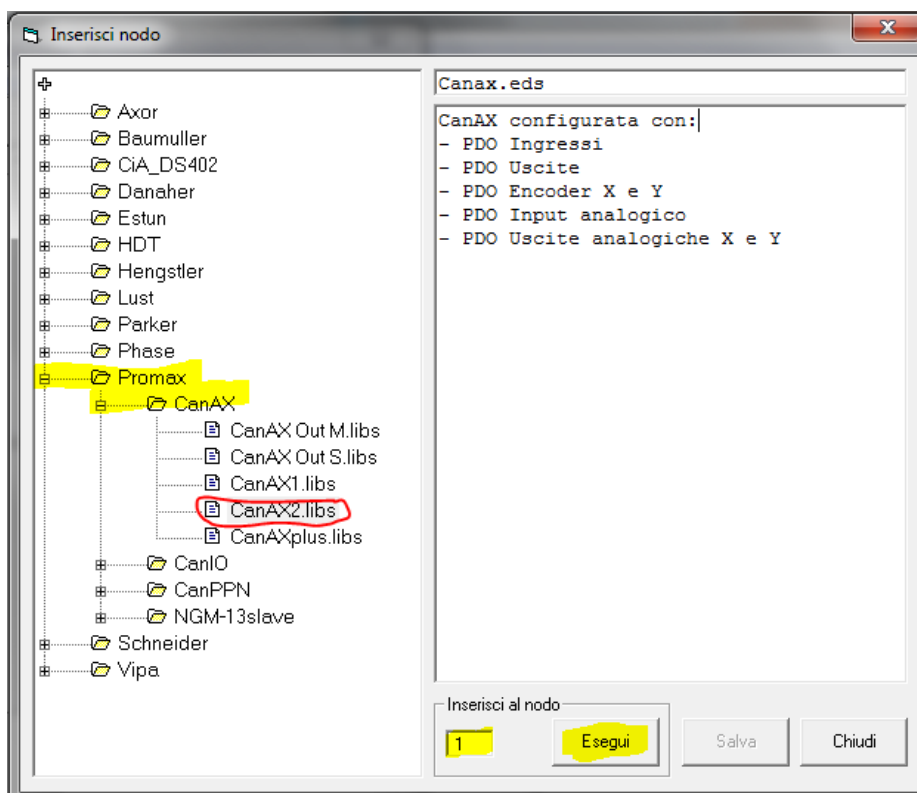 Inserisci nodo
Axor
Baumuller
CiA_DS402
Danaher
Estun
HDT
Hengstler
Lust
Parker
Phase
Promax
CanAX
CanAX Out M.libs
CanAX Out S.libs
CanAX1.libs
CanAX2.libs
CanAXplus.libs
CanIO
CanPPN
NGM-13slave
Schneider
Vipa
Canax.eds
CanAX configurata con:
- PDO Ingressi
- PDO Uscite
- PDO Encoder X e Y
- PDO Input analogico
- PDO Uscite analogiche X e Y
Inserisci al nodo
1
Esegui
Salva
Chiudi